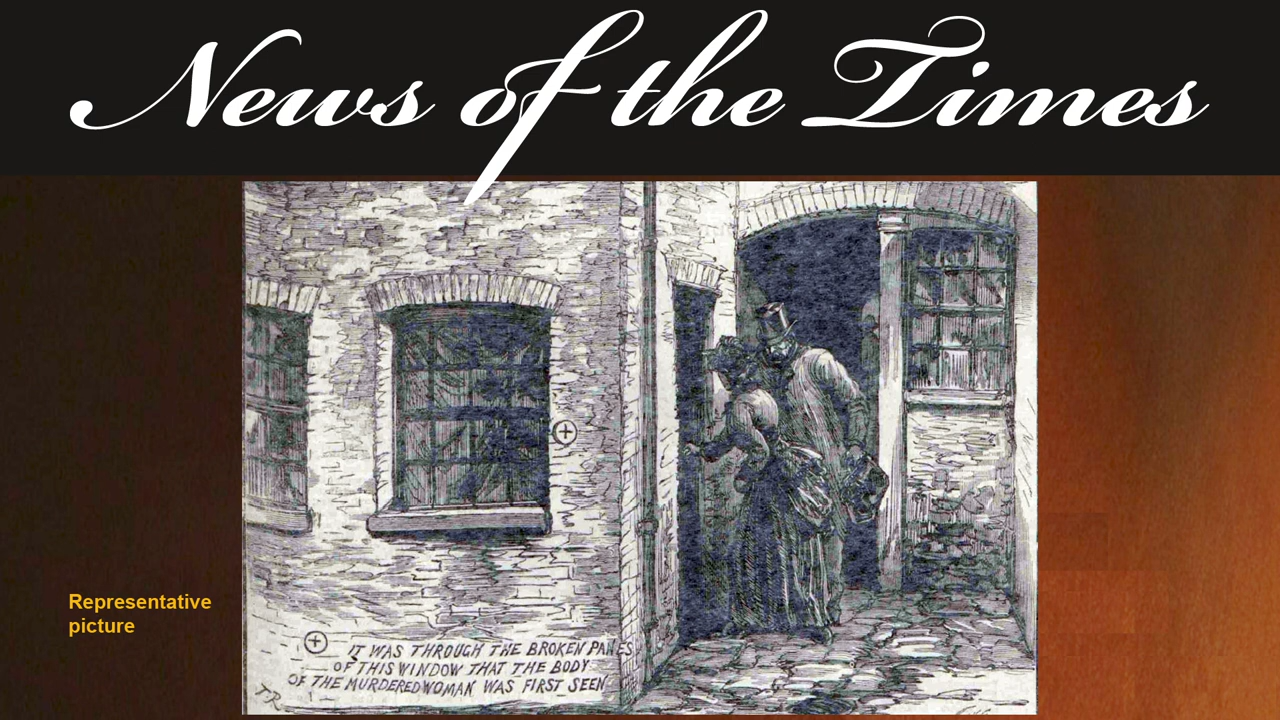 News of the Times
Representative
picture
IT WAS THROUGH THE BROKEN PANES
OF THIS WINDOW THAT THE BODY
OF THE MURDERED WOMAN WAS FIRST SEEN